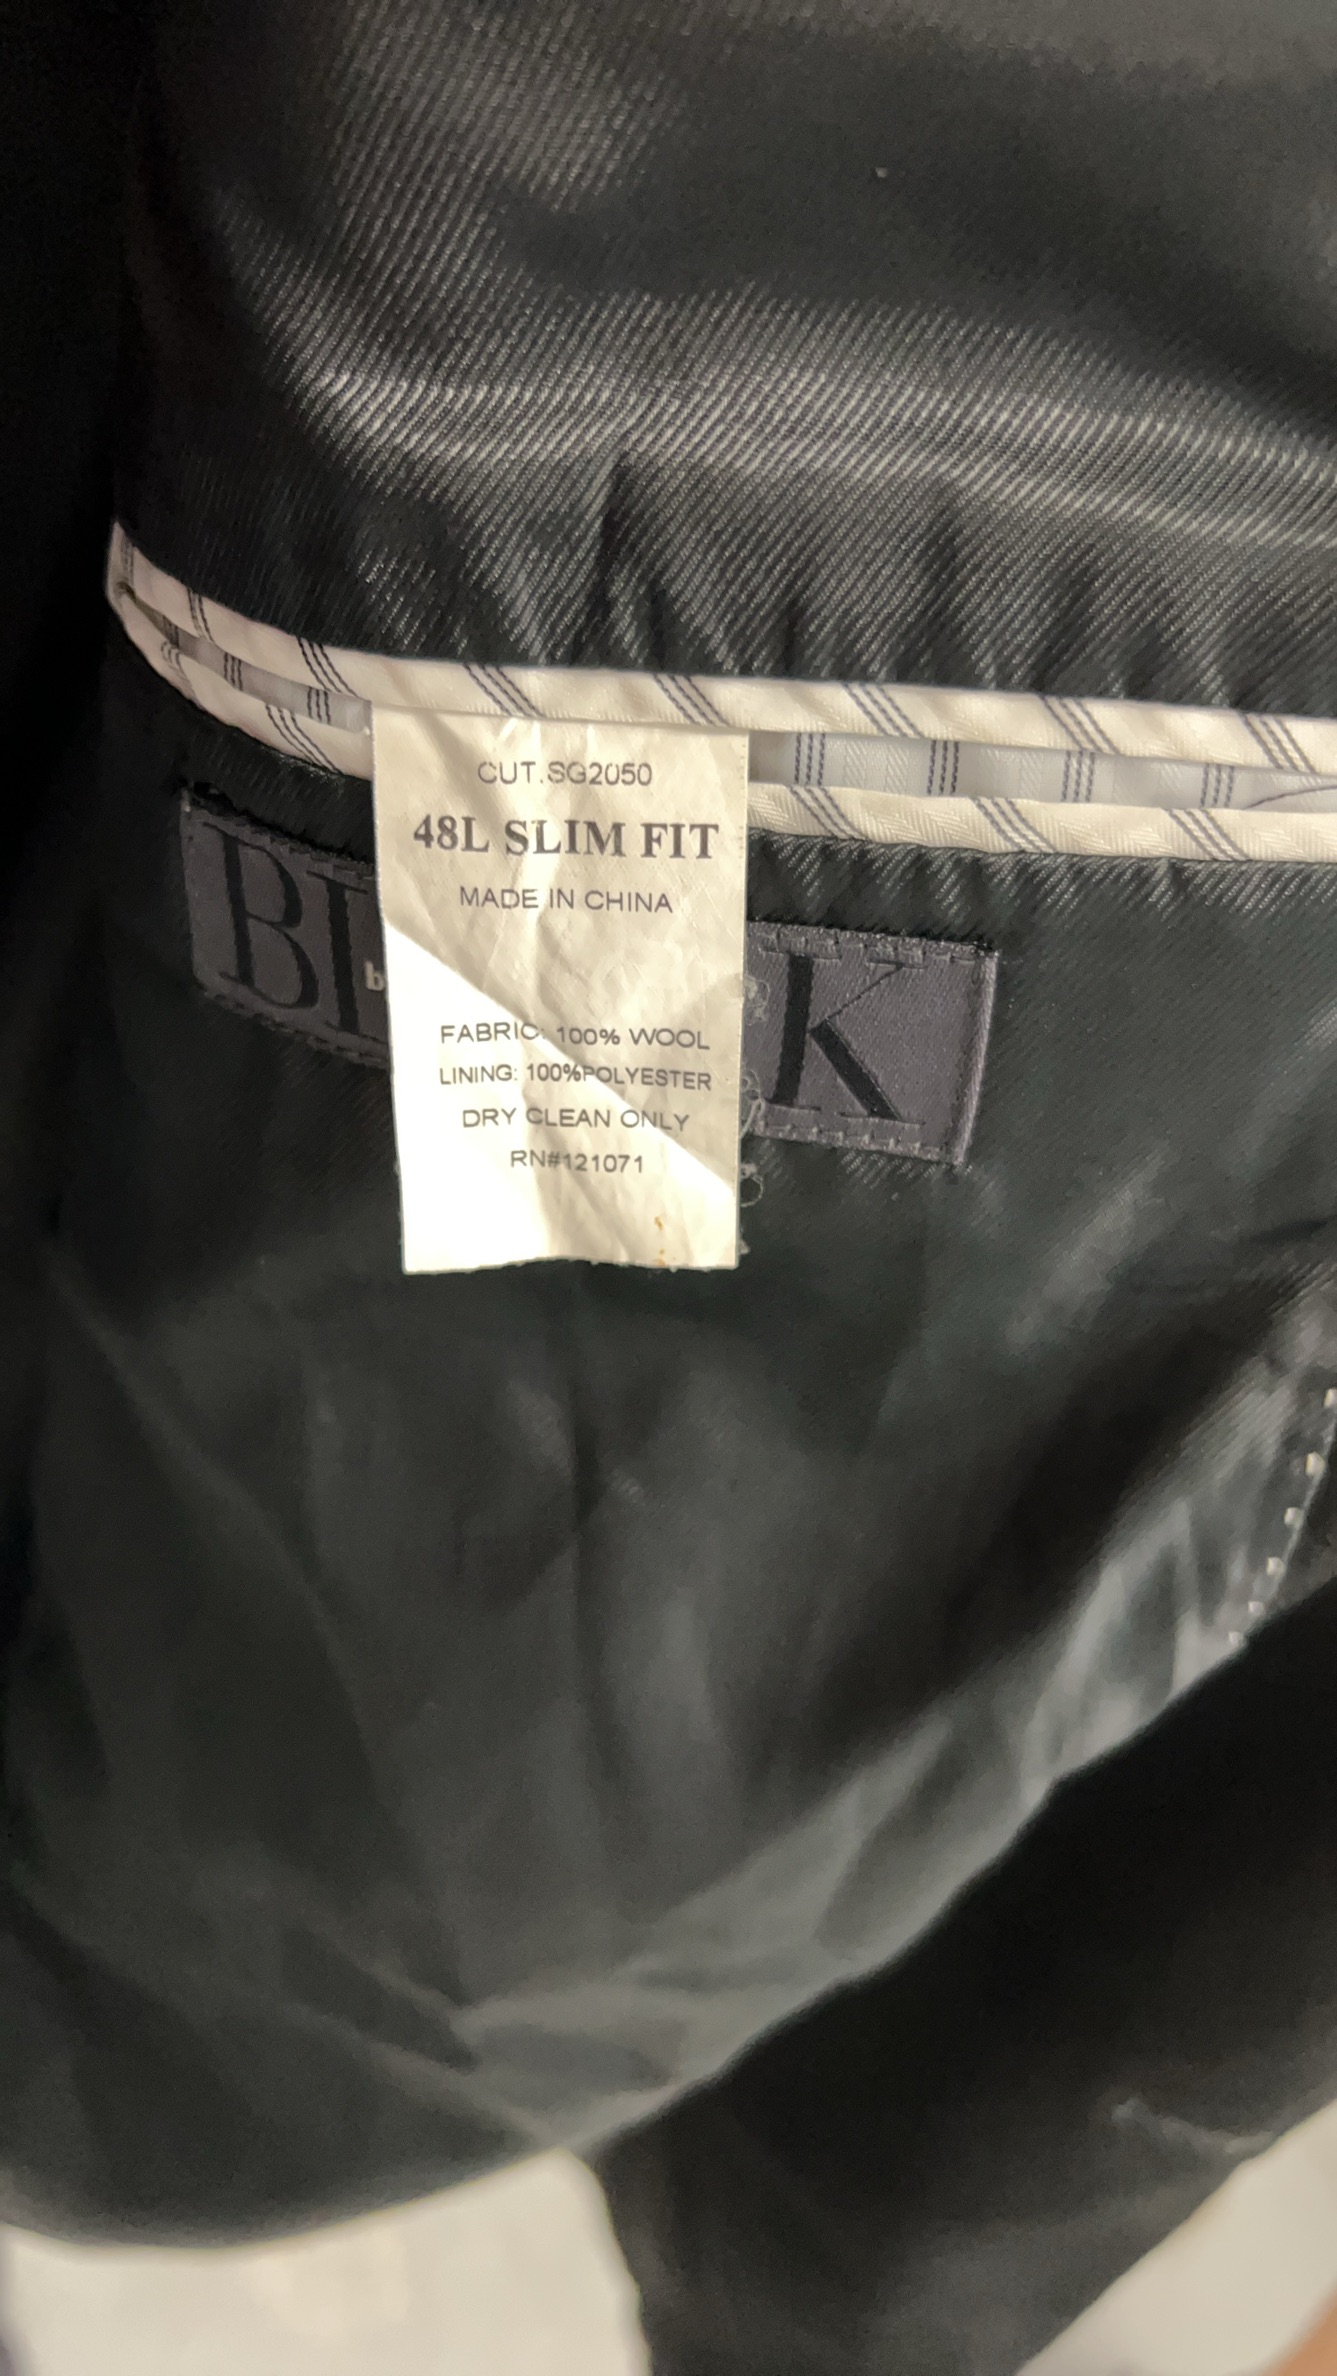 CUT.SG2050
48L SLIM FIT
MADE IN CHINA
FABRIC: 100% WOOL
LINING: 100%POLYESTER
DRY CLEAN ONLY
RN#121071